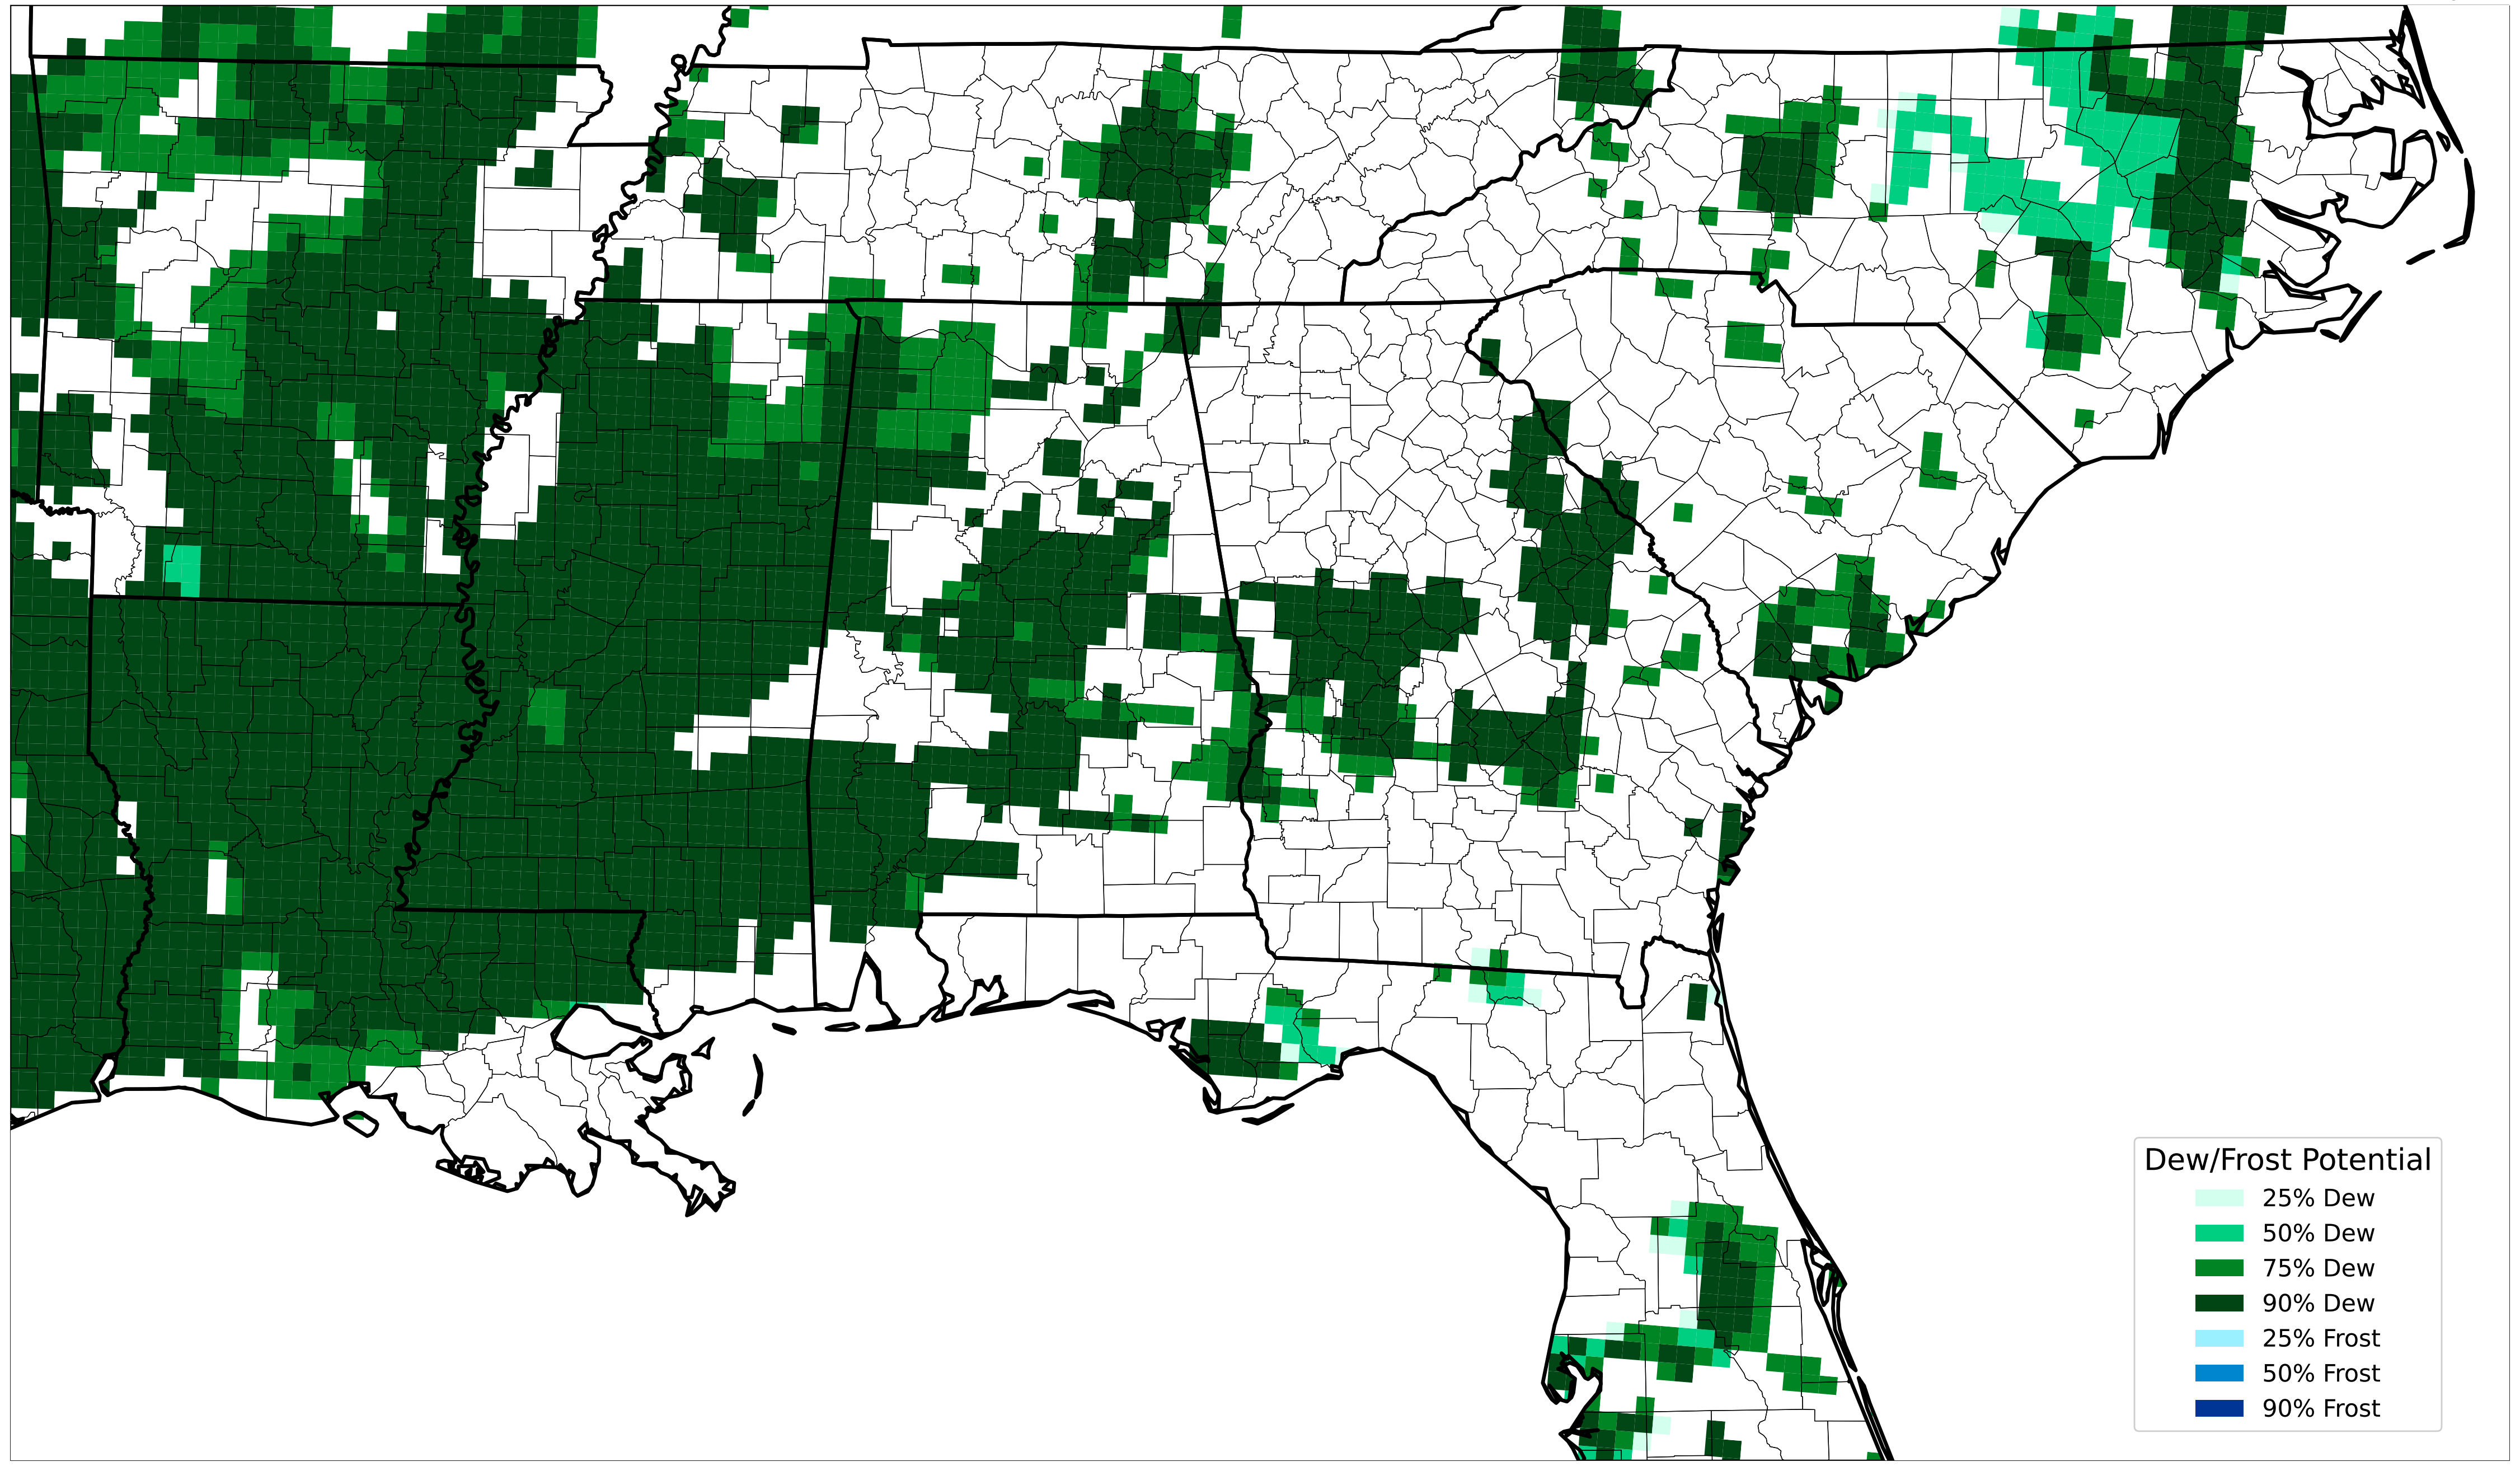 Dew/Frost Potential
25% Dew
50% Dew
75% Dew
90% Dew
25% Frost
50% Frost
90% Frost